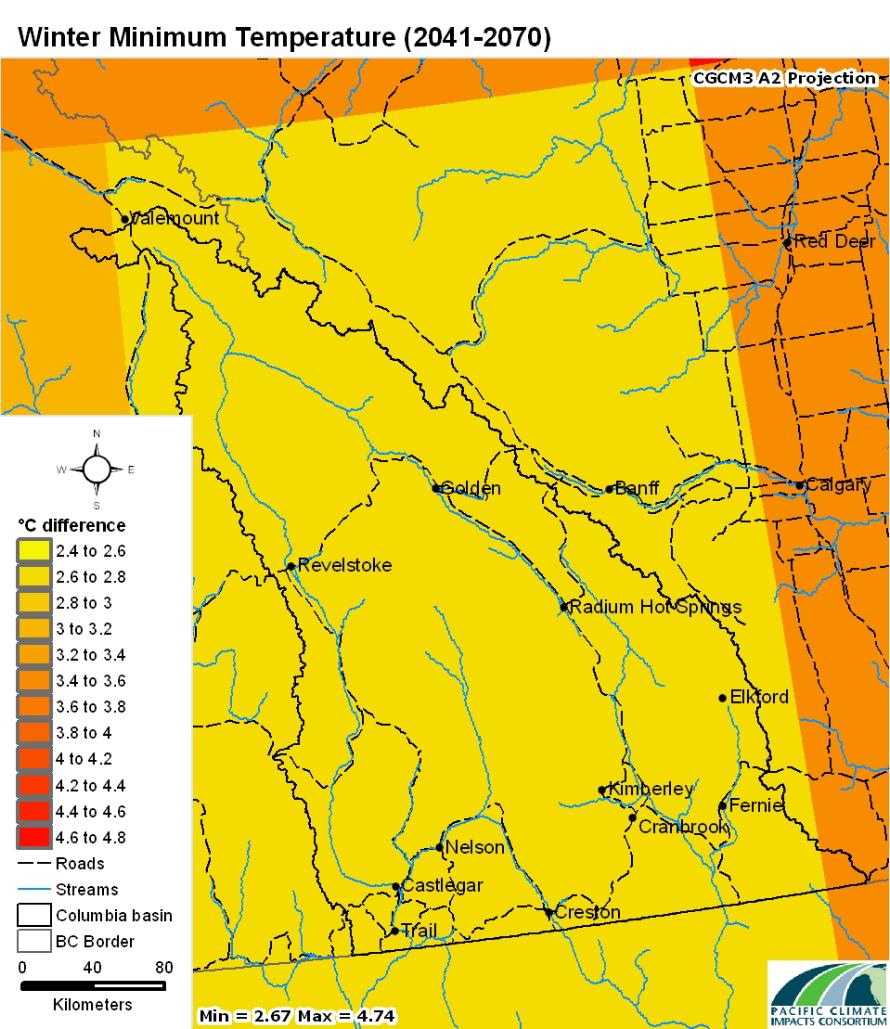 Winter Minimum Temperature (2041-2070)
CGCM3 A2 Projection
Valemount
Red Deer
Golden
Banff
Calgary
Revelstoke
Radium Hot Springs
Elkford
Kimberley
Fernie
Cranbrook
Nelson
Castlegar
Creston
Trail
N
W E
S
°C difference
2.4 to 2.6
2.6 to 2.8
2.8 to 3
3 to 3.2
3.2 to 3.4
3.4 to 3.6
3.6 to 3.8
3.8 to 4
4 to 4.2
4.2 to 4.4
4.4 to 4.6
4.6 to 4.8
Roads
Streams
Columbia basin
BC Border
0 40 80
Kilometers
Min = 2.67 Max = 4.74
PACIFIC CLIMATE
IMPACTS CONSORTIUM